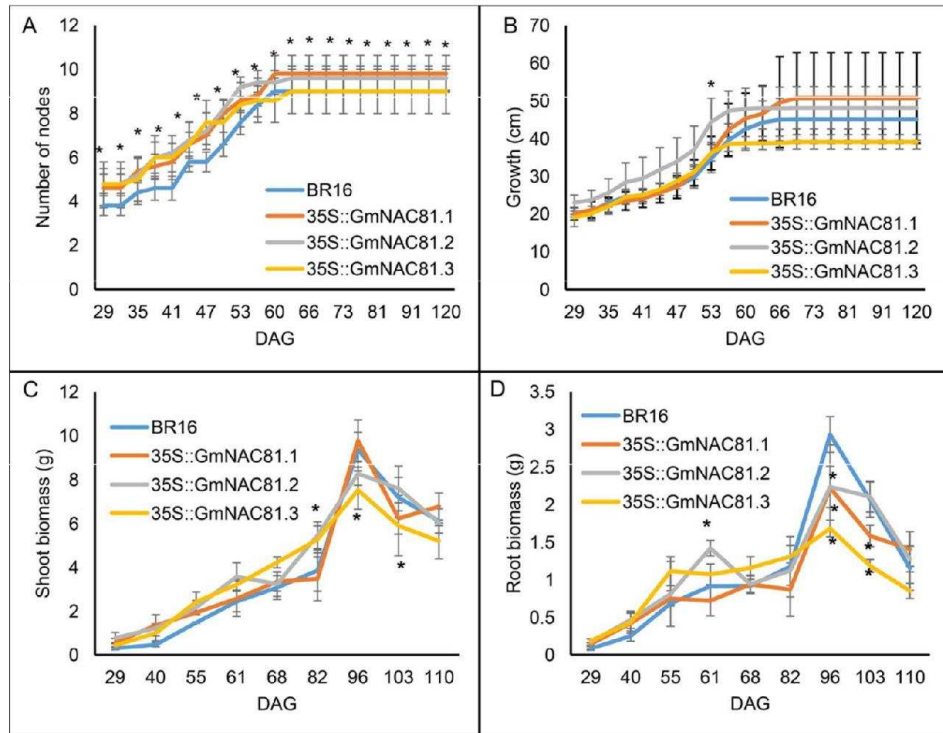 A
12
10
8
6
4
2
0
Number of nodes
* * * * * * * * * * * * * * * * *
BR16
35S::GmNAC81.1
35S::GmNAC81.2
35S::GmNAC81.3
29 35 41 47 53 60 66 73 81 91 120
DAG
B
70
60
50
40
30
20
10
0
Growth (cm)
*
BR16
35S::GmNAC81.1
35S::GmNAC81.2
35S::GmNAC81.3
29 35 41 47 53 60 66 73 81 91 120
DAG
C
12
10
8
6
4
2
0
Shoot biomass (g)
BR16
35S::GmNAC81.1
35S::GmNAC81.2
35S::GmNAC81.3
* * *
29 40 55 61 68 82 96 103 110
DAG
D
3.5
3
2.5
2
1.5
1
0.5
0
Root biomass (g)
BR16
35S::GmNAC81.1
35S::GmNAC81.2
35S::GmNAC81.3
* * * * * *
29 40 55 61 68 82 96 103 110
DAG